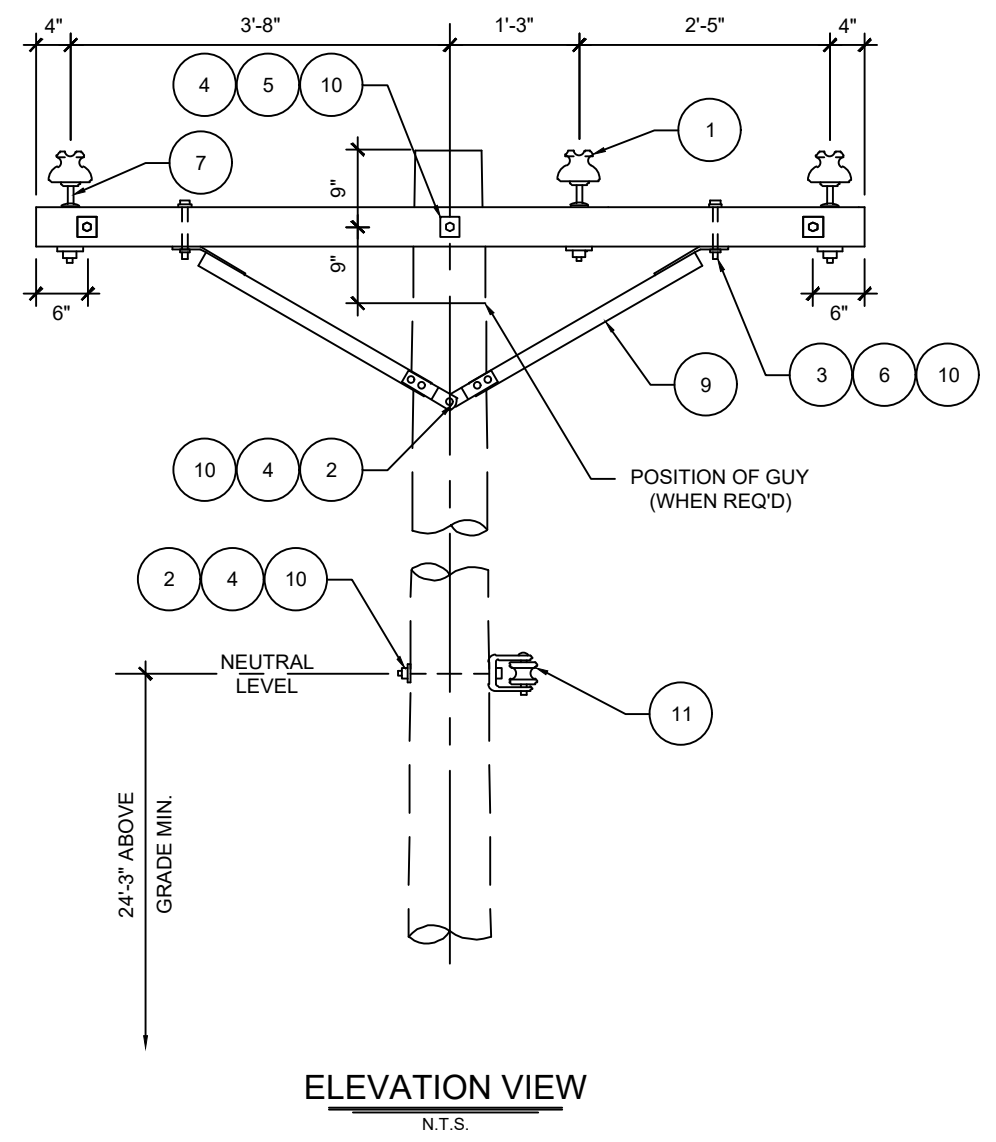 4" 3'-8" 1'-3" 2'-5" 4"
4 5 10
1
7
9"
9"
6" 6"
3 6 10
9
10 4 2
POSITION OF GUY
(WHEN REQ'D)
2 4 10
NEUTRAL
LEVEL
11
24'-3" ABOVE
GRADE MIN.
ELEVATION VIEW
N.T.S.